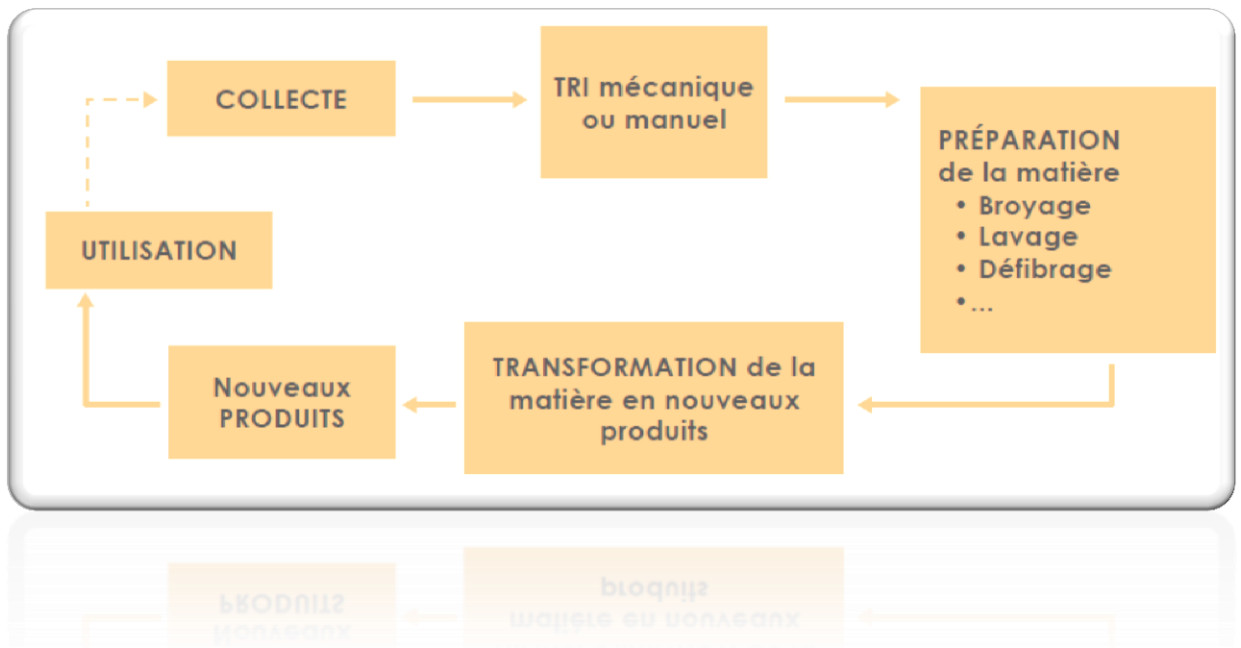 COLLECTE
TRI mécanique
ou manuel
PRÉPARATION
de la matière
• Broyage
• Lavage
• Défibrage
•...
UTILISATION
TRANSFORMATION de la
matière en nouveaux
produits
Nouveaux
PRODUITS